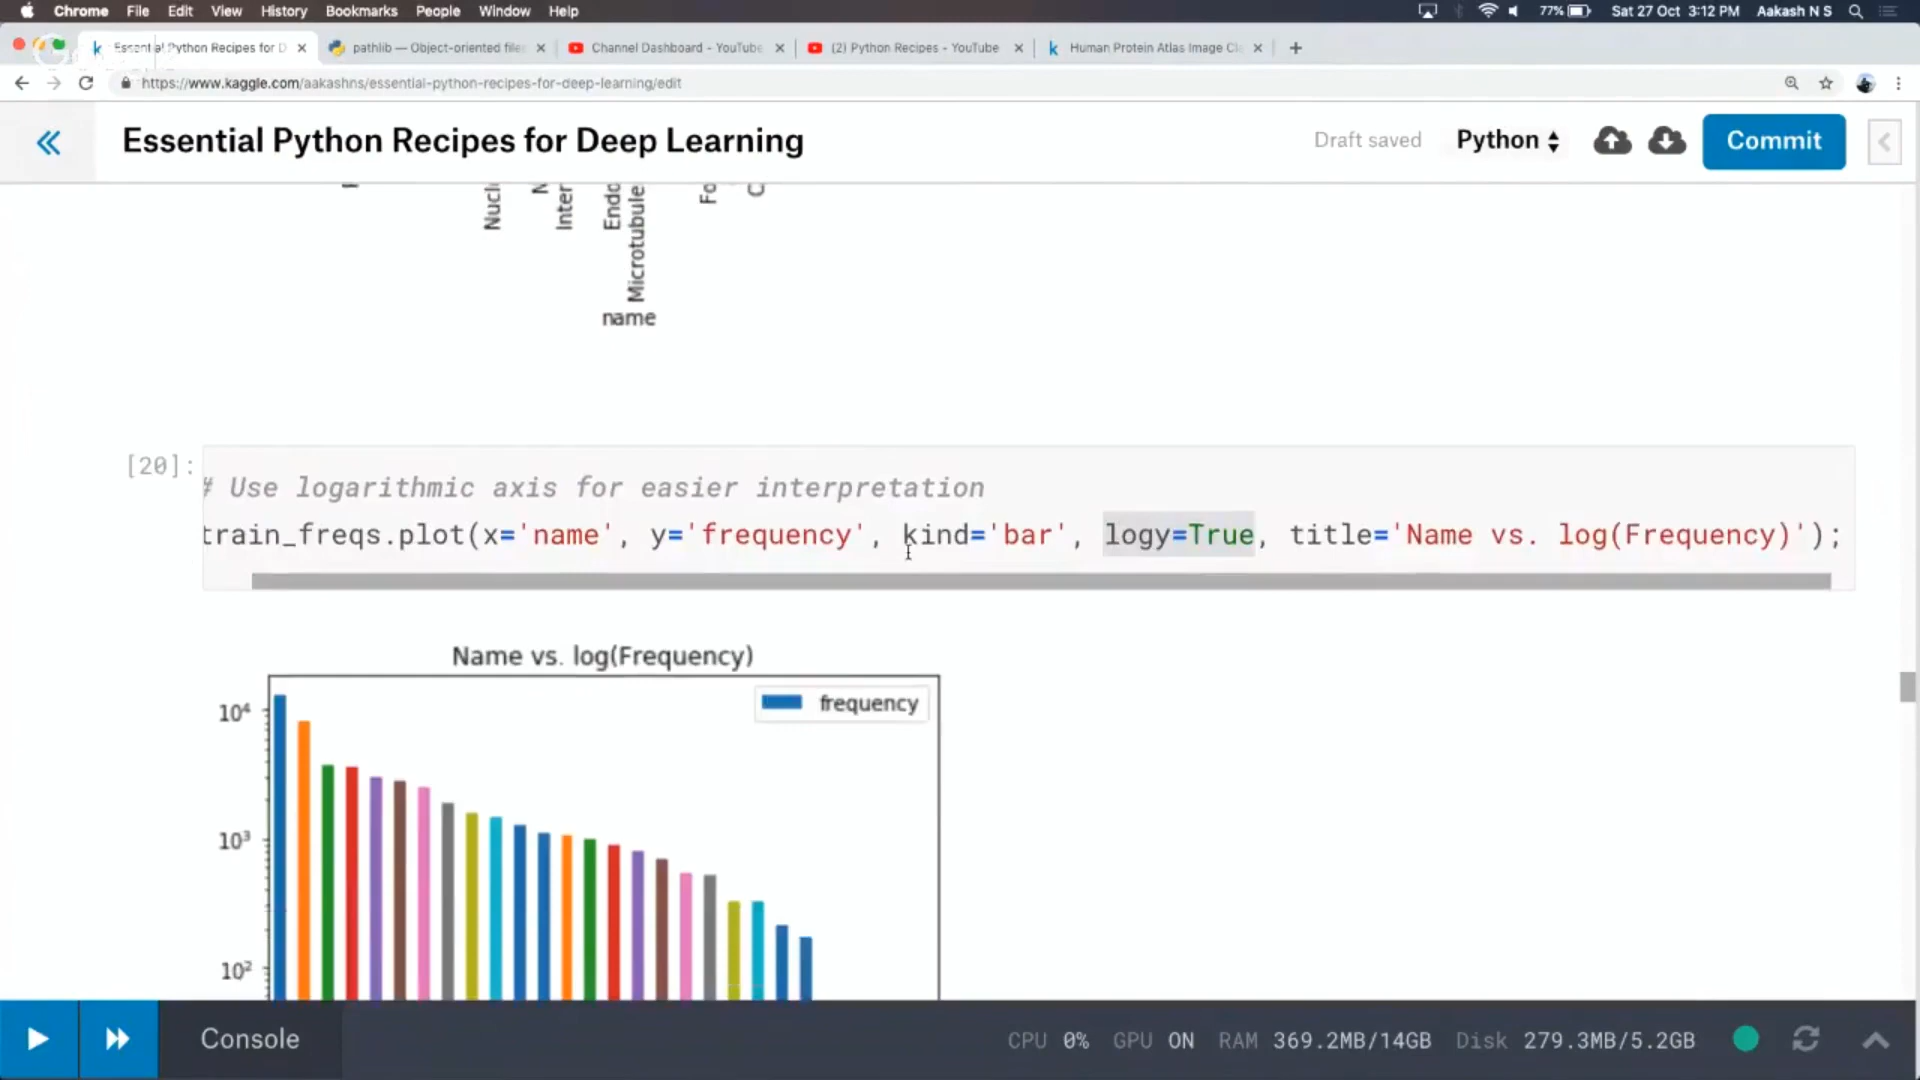 Chrome File Edit View History Bookmarks People Window Help 77% Sat 27 Oct 3:12 PM Aakash N S
Essential Python Recipes for D
pathlib — Object-oriented file
Channel Dashboard - YouTube
(2) Python Recipes - YouTube
Human Protein Atlas Image Cl
https://www.kaggle.com/aakashns/essential-python-recipes-for-deep-learning/edit
Essential Python Recipes for Deep Learning
Draft saved
Python
Commit
Nucl
Inter
Endo
Microtubule
Fo
name
[20]:
# Use logarithmic axis for easier interpretation
train_freqs.plot(x='name', y='frequency', kind='bar', logy=True, title='Name vs. log(Frequency)');
Name vs. log(Frequency)
frequency
10⁴
10³
10²
Console
CPU 0% GPU ON RAM 369.2MB/14GB Disk 279.3MB/5.2GB